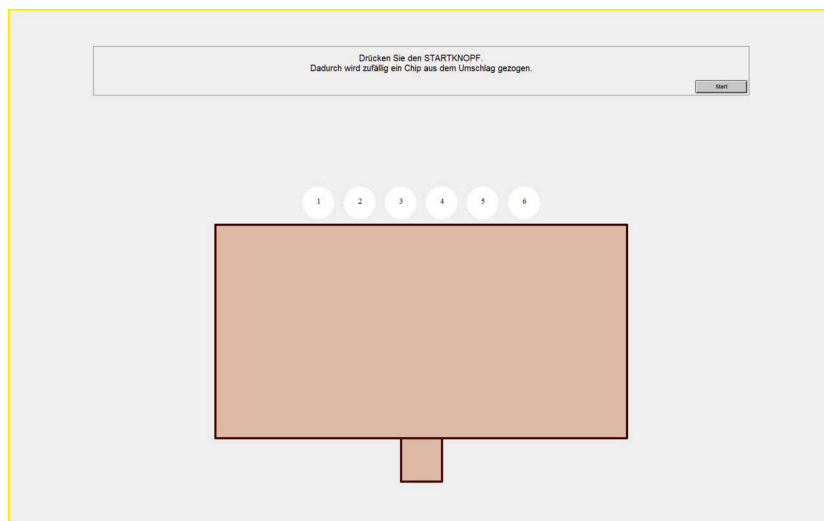 Drücken Sie den STARTKNOPF.
Dadurch wird zufällig ein Chip aus dem Umschlag gezogen.
Start
1 2 3 4 5 6